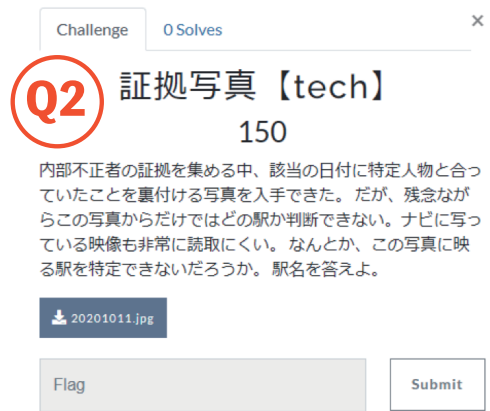 Challenge
0 Solves
×
Q2
証拠写真【tech】
150
内部不正者の証拠を集める中、該当の日付に特定人物と合っ
ていたことを裏付ける写真を入手できた。 だが、残念なが
らこの写真からだけではどの駅か判断できない。ナビに写っ
ている映像も非常に読取にくい。 なんとか、この写真に映
る駅を特定できないだろうか。 駅名を答えよ。
20201011.jpg
Flag
Submit